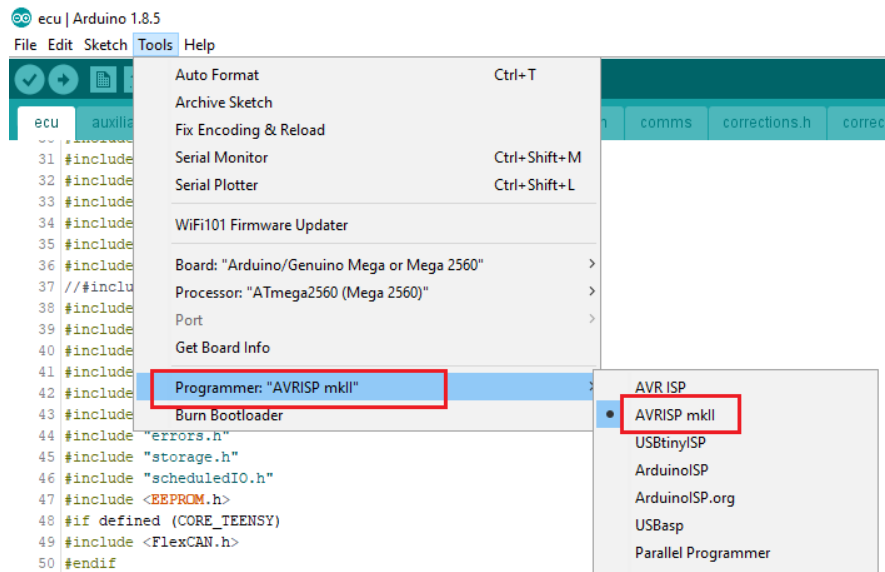 ecu | Arduino 1.8.5
File Edit Sketch Tools Help
ecu
comms corrections.h
Auto Format Ctrl+T
Archive Sketch
Fix Encoding & Reload
Serial Monitor Ctrl+Shift+M
Serial Plotter Ctrl+Shift+L
WiFi101 Firmware Updater
Board: "Arduino/Genuino Mega or Mega 2560"
Processor: "ATmega2560 (Mega 2560)"
Port
Get Board Info
Programmer: "AVRISP mkII"
Burn Bootloader
AVR ISP
AVRISP mkII
USBtinyISP
ArduinoISP
ArduinoISP.org
USBasp
Parallel Programmer
31 #include
32 #include
33 #include
34 #include
35 #include
36 #include
37 //#inclu
38 #include
39 #include
40 #include
41 #include
42 #include
43 #include
44 #include "errors.h"
45 #include "storage.h"
46 #include "scheduledIO.h"
47 #include <EEPROM.h>
48 #if defined (CORE_TEENSY)
49 #include <FlexCAN.h>
50 #endif